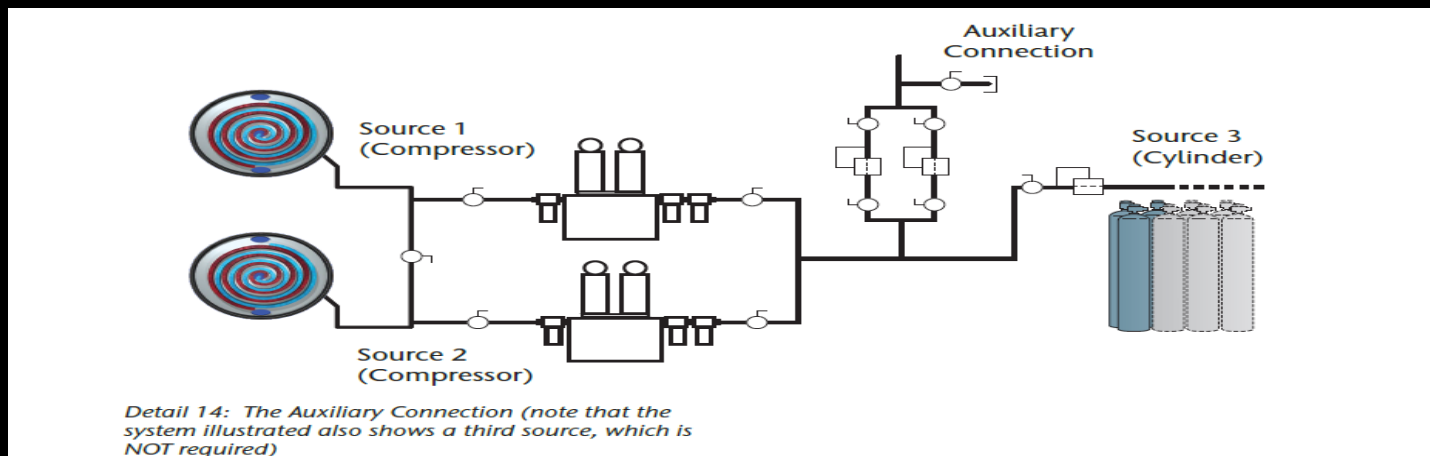 Auxiliary
Connection
Source 1
(Compressor)
Source 3
(Cylinder)
Source 2
(Compressor)
Detail 14: The Auxiliary Connection (note that the
system illustrated also shows a third source, which is
NOT required)